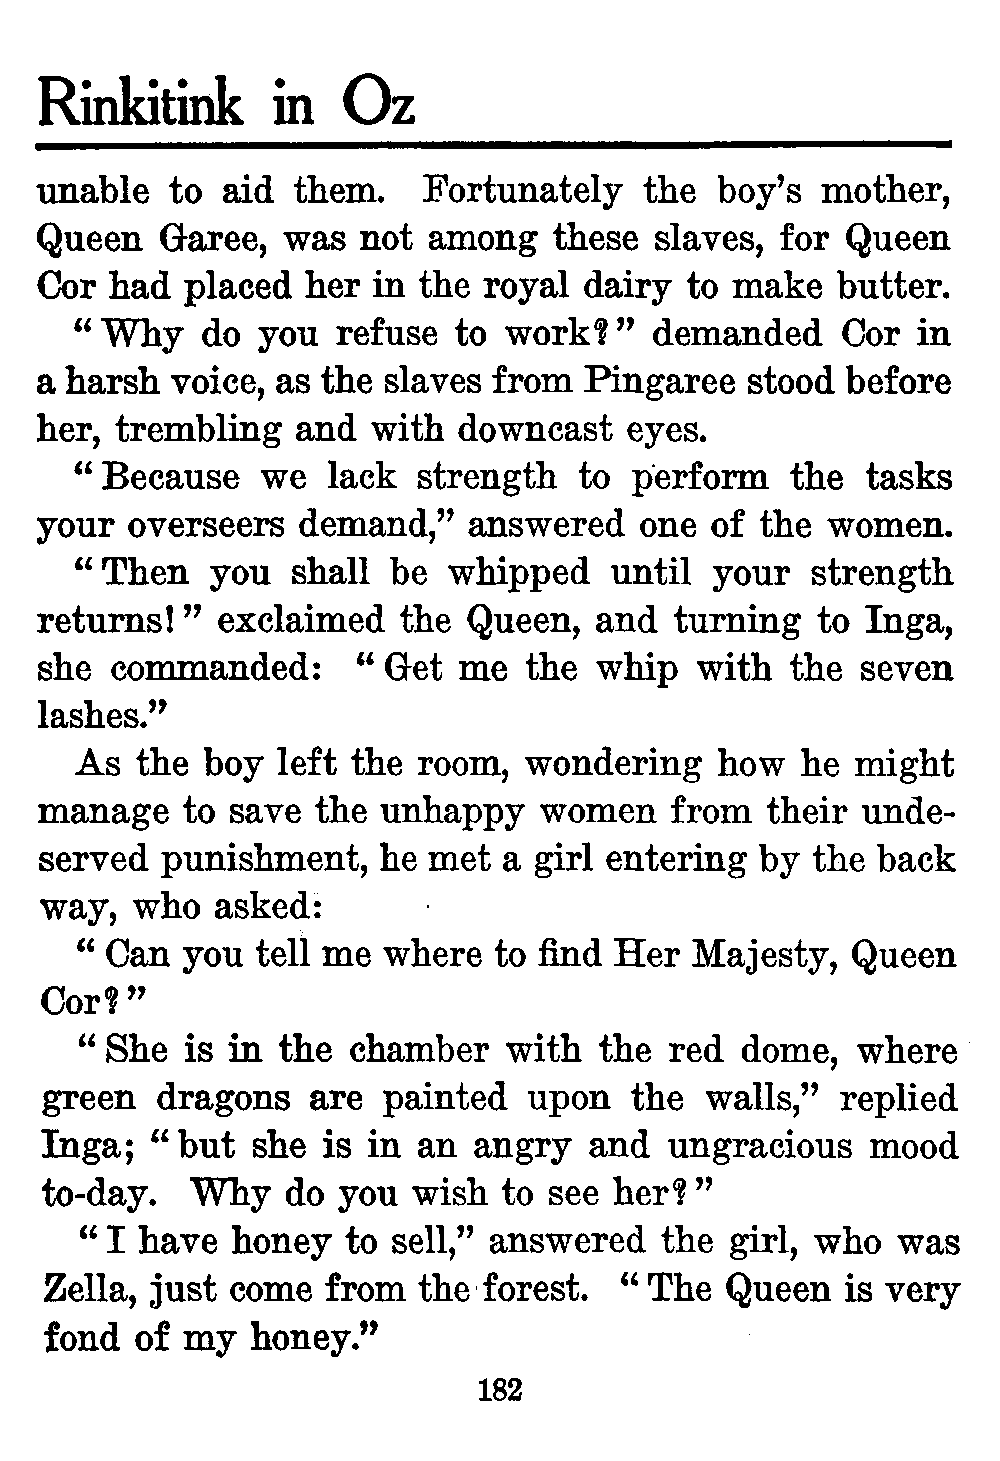 Rinkitink in Oz
unable to aid them. Fortunately the boy's mother,
Queen Garee, was not among these slaves, for Queen
Cor had placed her in the royal dairy to make butter.
“Why do you refuse to work?” demanded Cor in
a harsh voice, as the slaves from Pingaree stood before
her, trembling and with downcast eyes.
“Because we lack strength to perform the tasks
your overseers demand,” answered one of the women.
“Then you shall be whipped until your strength
returns!” exclaimed the Queen, and turning to Inga,
she commanded: “Get me the whip with the seven
lashes.”
As the boy left the room, wondering how he might
manage to save the unhappy women from their unde-
served punishment, he met a girl entering by the back
way, who asked:
“Can you tell me where to find Her Majesty, Queen
Cor?”
“She is in the chamber with the red dome, where
green dragons are painted upon the walls,” replied
Inga; “but she is in an angry and ungracious mood
to-day. Why do you wish to see her?”
“I have honey to sell,” answered the girl, who was
Zella, just come from the forest. “The Queen is very
fond of my honey.”
182